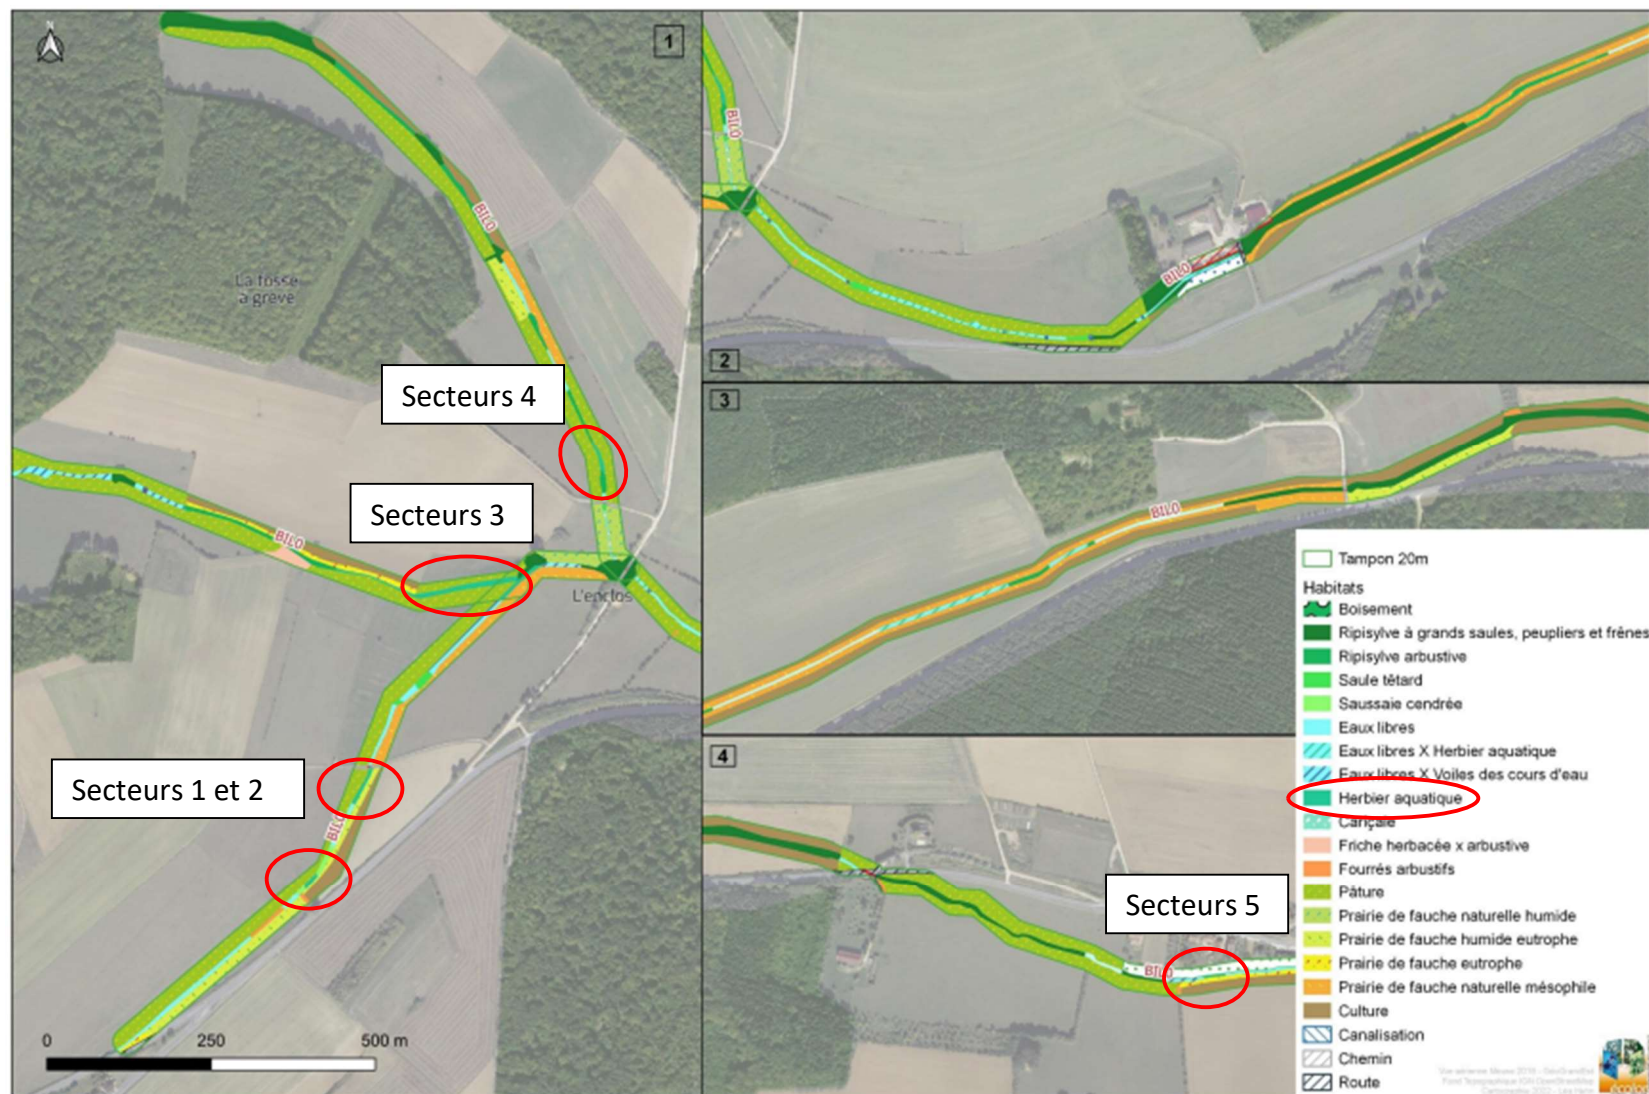 N
1
BILO
La fosse
à grève
Secteurs 4
Secteurs 3
BILO
L'enclos
Secteurs 1 et 2
BILO
0 250 500 m
BILO
BILO
2
3
BILO
4
Secteurs 5
BILO
Tampon 20m
Habitats
Boisement
Ripisylve à grands saules, peupliers et frênes
Ripisylve arbustive
Saule têtard
Saussaie cendrée
Eaux libres
Eaux libres X Herbier aquatique
Eaux libres X Voiles des cours d'eau
Herbier aquatique
Cariçaie
Friche herbacée x arbustive
Fourrés arbustifs
Pâture
Prairie de fauche naturelle humide
Prairie de fauche humide eutrophe
Prairie de fauche eutrophe
Prairie de fauche naturelle mésophile
Culture
Canalisation
Chemin
Route
écolor